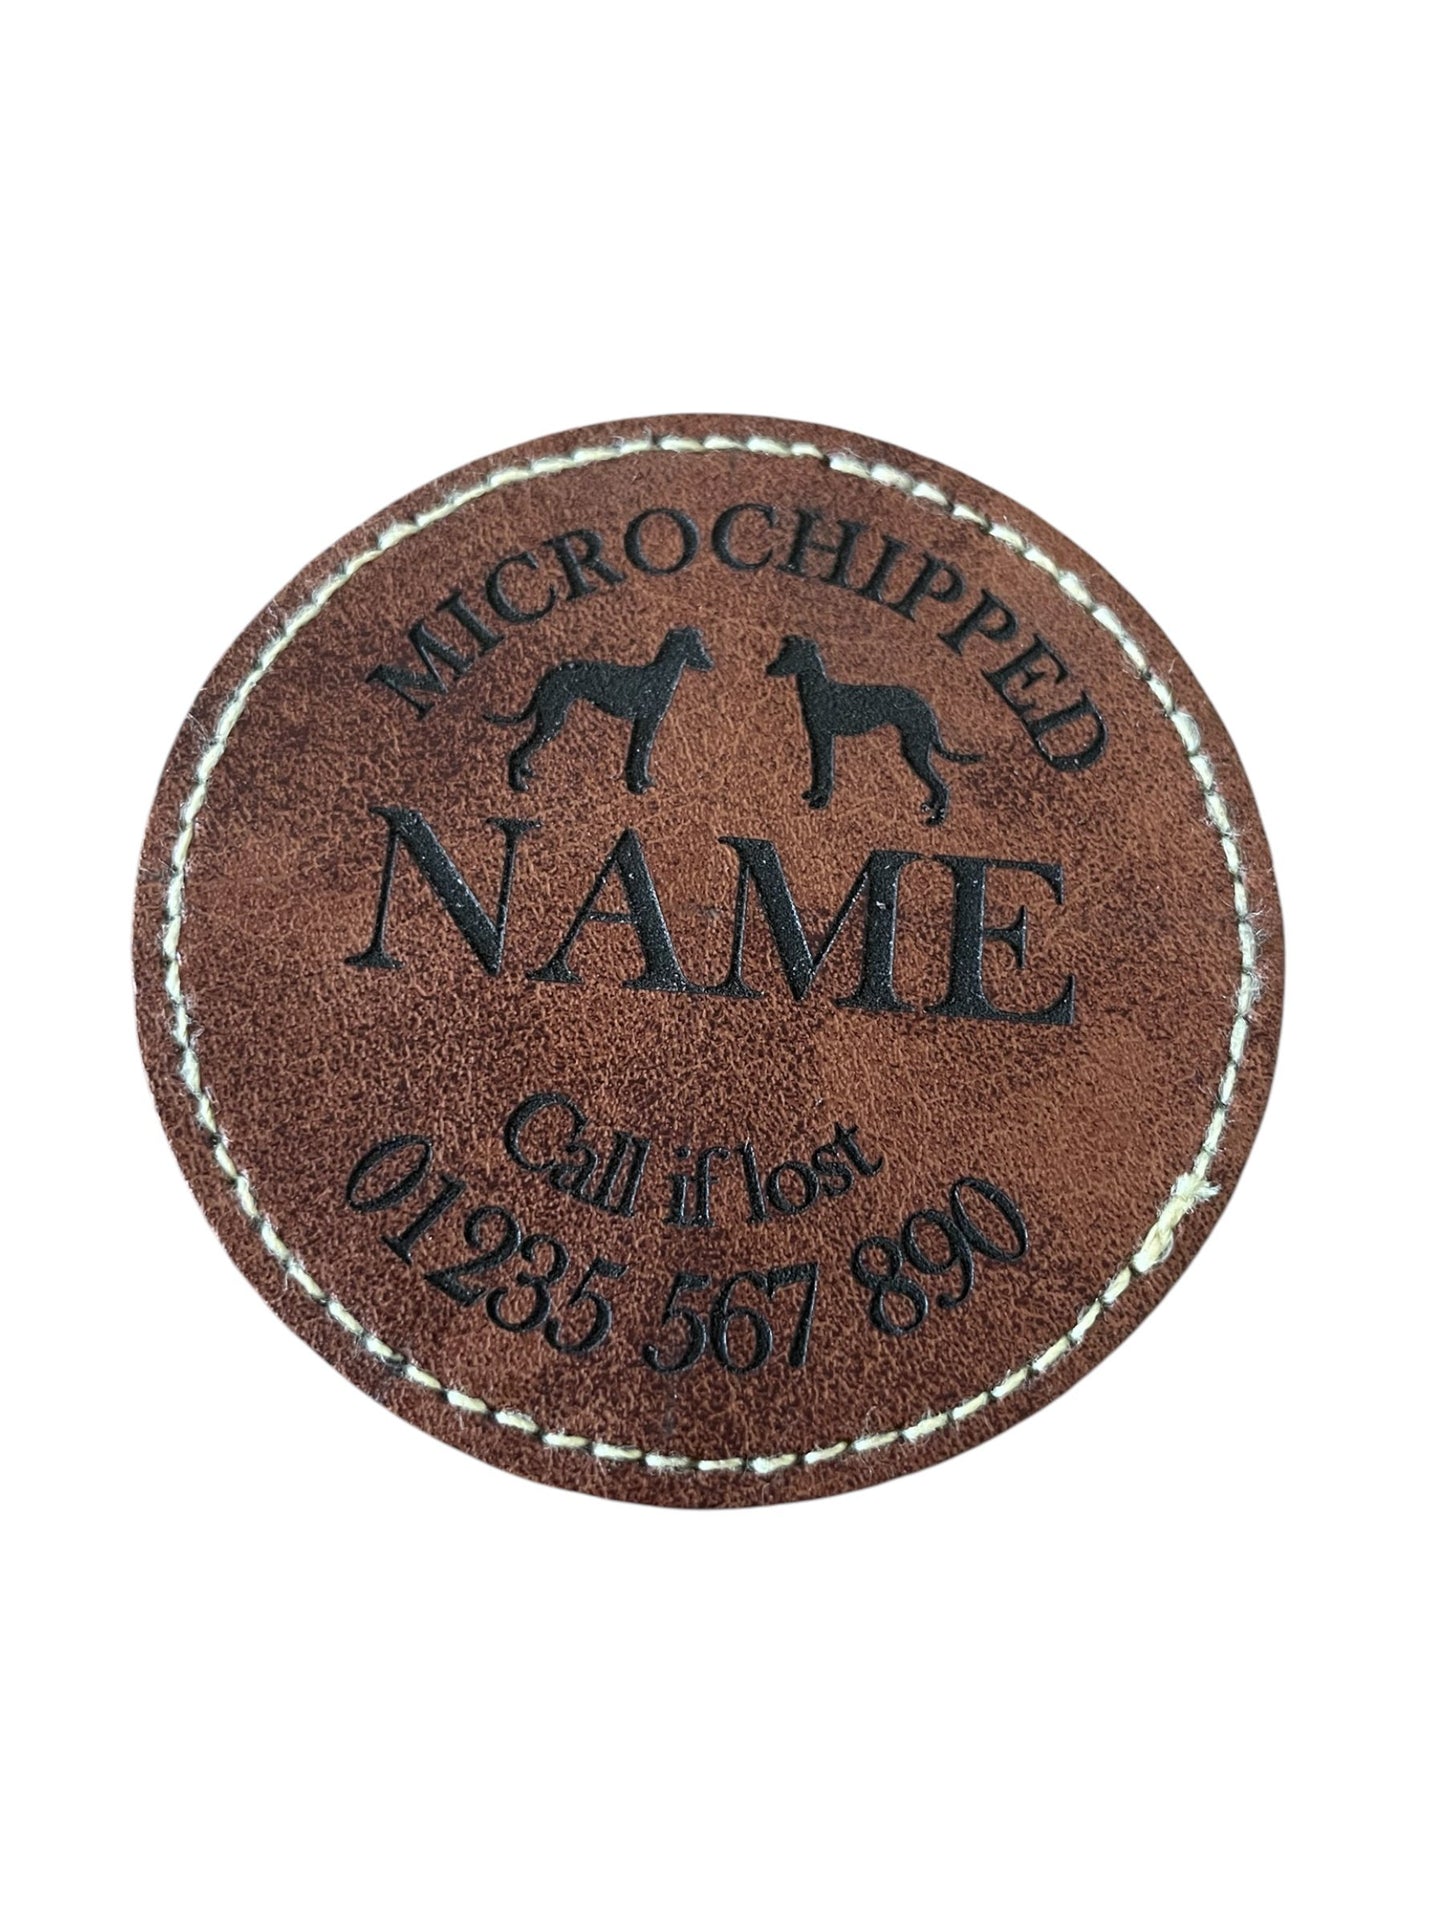 MICROCHIPPED
NAME
Call if lost
01235 567 890